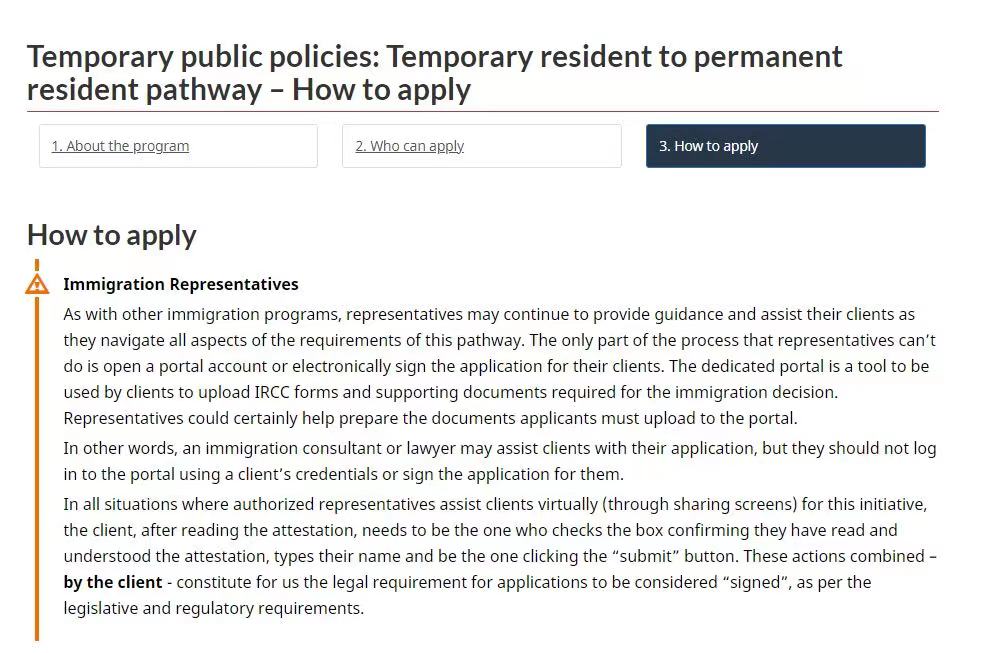 Temporary public policies: Temporary resident to permanent
resident pathway – How to apply
1. About the program
2. Who can apply
3. How to apply
How to apply
Immigration Representatives
As with other immigration programs, representatives may continue to provide guidance and assist their clients as
they navigate all aspects of the requirements of this pathway. The only part of the process that representatives can’t
do is open a portal account or electronically sign the application for their clients. The dedicated portal is a tool to be
used by clients to upload IRCC forms and supporting documents required for the immigration decision.
Representatives could certainly help prepare the documents applicants must upload to the portal.
In other words, an immigration consultant or lawyer may assist clients with their application, but they should not log
in to the portal using a client’s credentials or sign the application for them.
In all situations where authorized representatives assist clients virtually (through sharing screens) for this initiative,
the client, after reading the attestation, needs to be the one who checks the box confirming they have read and
understood the attestation, types their name and be the one clicking the “submit” button. These actions combined –
by the client - constitute for us the legal requirement for applications to be considered “signed”, as per the
legislative and regulatory requirements.